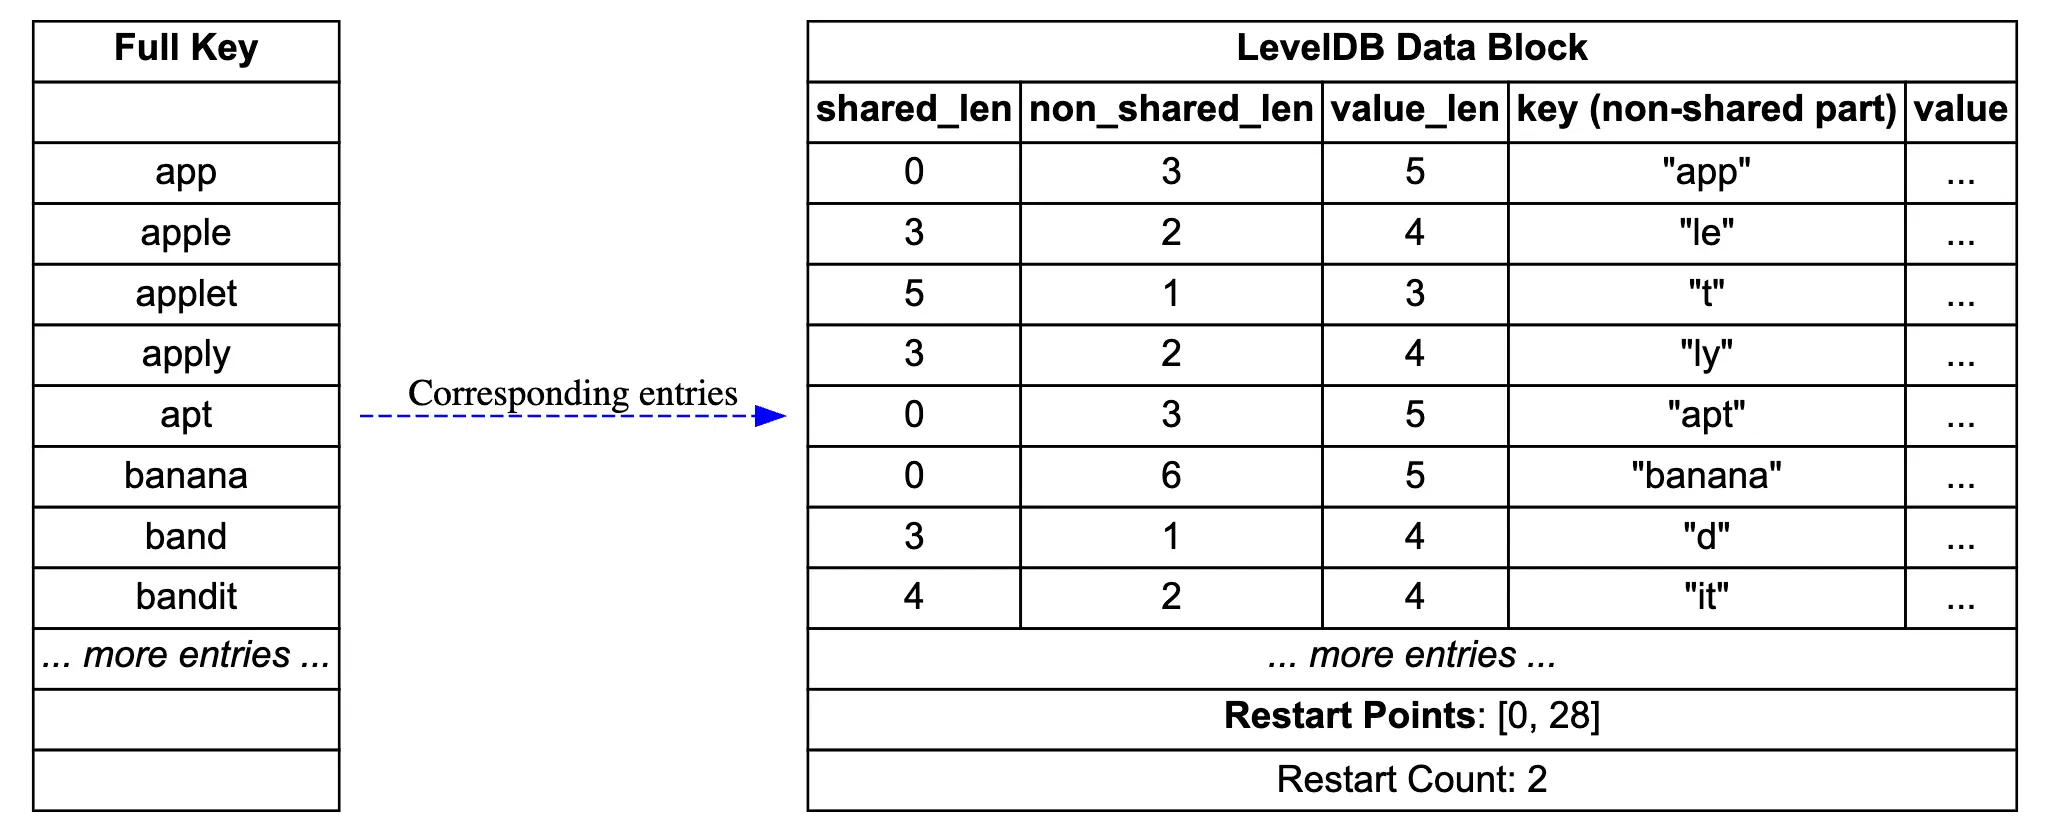 Full Key
app
apple
applet
apply
apt
banana
band
bandit
... more entries ...
Corresponding entries
LevelDB Data Block
shared_len non_shared_len value_len key (non-shared part) value
0 3 5 "app" ...
3 2 4 "le" ...
5 1 3 "t" ...
3 2 4 "ly" ...
0 3 5 "apt" ...
0 6 5 "banana" ...
3 1 4 "d" ...
4 2 4 "it" ...
... more entries ...
Restart Points: [0, 28]
Restart Count: 2